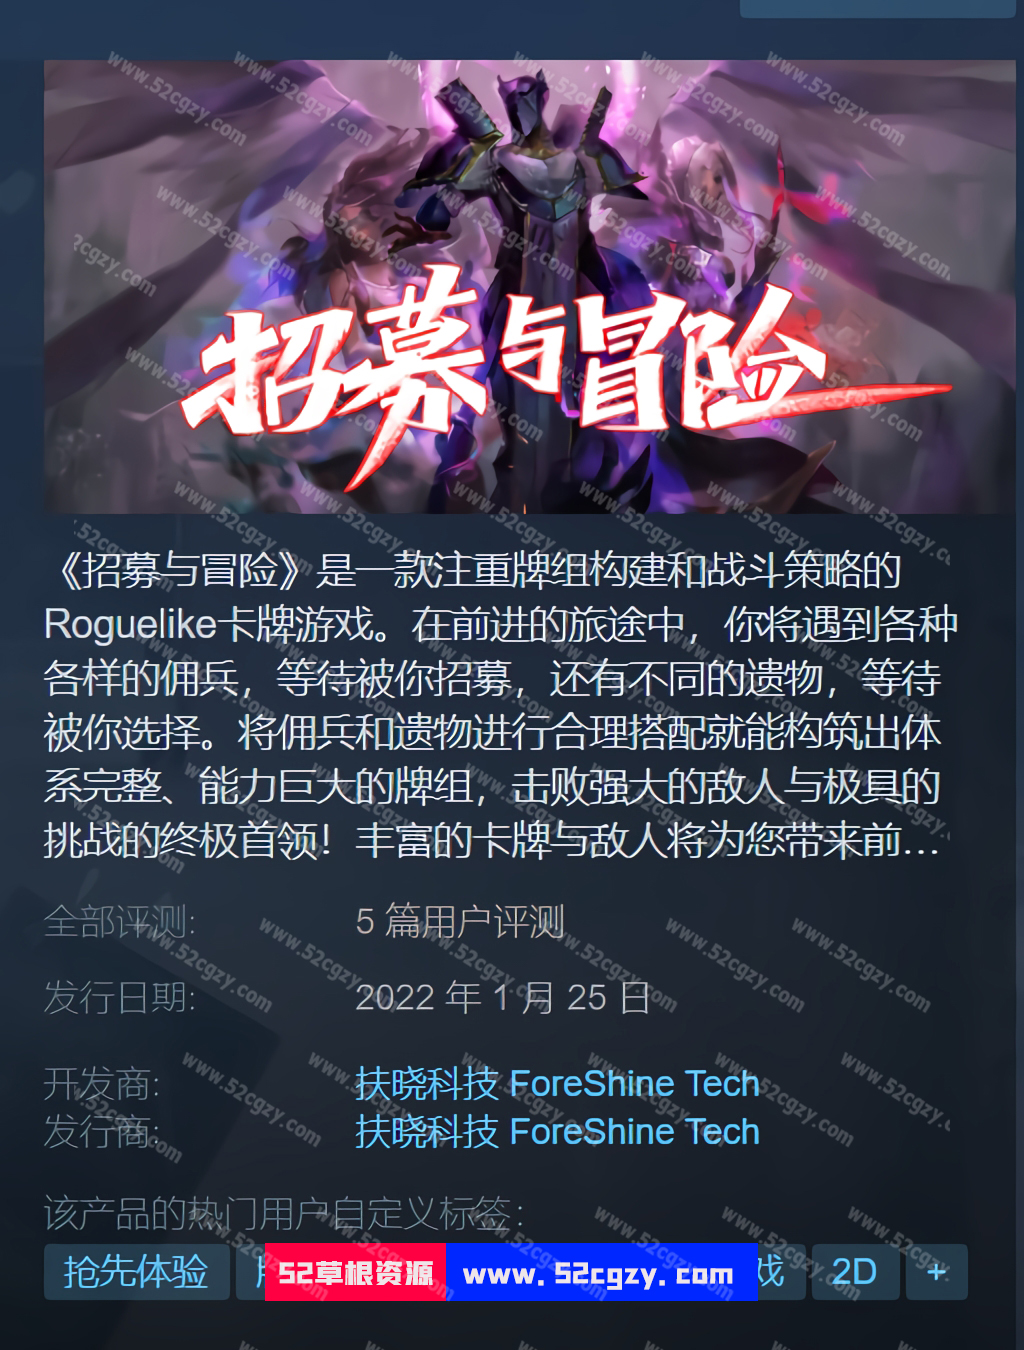 招募与冒险
《招募与冒险》是一款注重牌组构建和战斗策略的
Roguelike卡牌游戏。在前进的旅途中，你将遇到各种
各样的佣兵，等待被你招募，还有不同的遗物，等待
被你选择。将佣兵和遗物进行合理搭配就能构筑出体
系完整、能力巨大的牌组，击败强大的敌人与极具的
挑战的终极首领！丰富的卡牌与敌人将为您带来前...
全部评测: 5 篇用户评测
发行日期: 2022 年 1 月 25 日
开发商: 扶晓科技 ForeShine Tech
发行商: 扶晓科技 ForeShine Tech
该产品的热门用户自定义标签:
抢先体验 52草根资源 www.52cgzy.com 戏 2D +
www.52cgzy.com